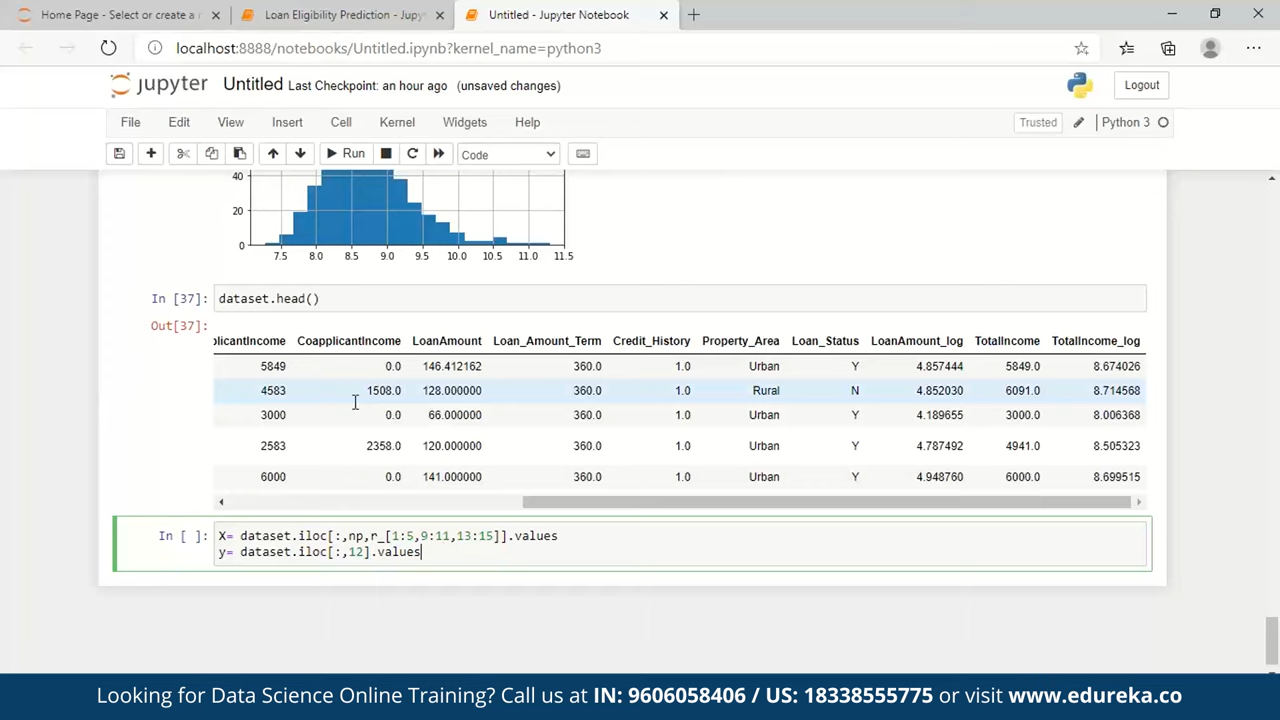 Home Page - Select or create a n
Loan Eligibility Prediction - Jupyt
Untitled - Jupyter Notebook
localhost:8888/notebooks/Untitled.ipynb?kernel_name=python3
jupyter Untitled Last Checkpoint: an hour ago (unsaved changes)
Logout
File Edit View Insert Cell Kernel Widgets Help
Trusted Python 3
Run Code
40
20
0
7.5 8.0 8.5 9.0 9.5 10.0 10.5 11.0 11.5
In [37]: dataset.head()
Out[37]:
plicantIncome CoapplicantIncome LoanAmount Loan_Amount_Term Credit_History Property_Area Loan_Status LoanAmount_log TotalIncome TotalIncome_log
5849 0.0 146.412162 360.0 1.0 Urban Y 4.857444 5849.0 8.674026
4583 1508.0 128.000000 360.0 1.0 Rural N 4.852030 6091.0 8.714568
3000 0.0 66.000000 360.0 1.0 Urban Y 4.189655 3000.0 8.006368
2583 2358.0 120.000000 360.0 1.0 Urban Y 4.787492 4941.0 8.505323
6000 0.0 141.000000 360.0 1.0 Urban Y 4.948760 6000.0 8.699515
In [ ]: X= dataset.iloc[:,np,r_[1:5,9:11,13:15]].values
y= dataset.iloc[:,12].values
Looking for Data Science Online Training? Call us at IN: 9606058406 / US: 18338555775 or visit www.edureka.co